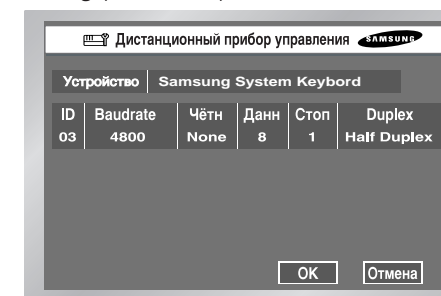 Дистанционный прибор управления SAMSUNG
Устройство Samsung System Keybord
ID Baudrate Чётн Данн Стоп Duplex
03 4800 None 8 1 Half Duplex
OK Отмена